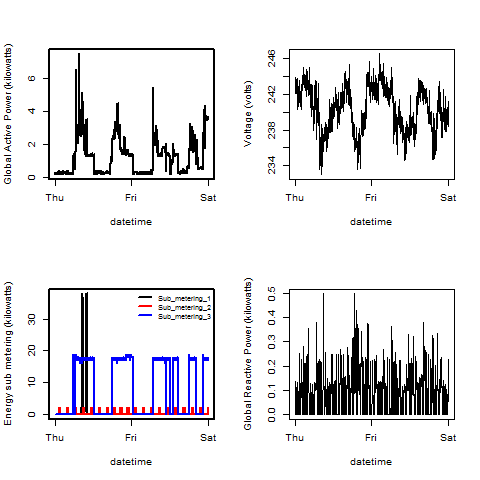 Global Active Power (kilowatts)
0 2 4 6
Thu Fri Sat
datetime
Voltage (volts)
234 238 242 246
Thu Fri Sat
datetime
Energy sub metering (kilowatts)
0 10 20 30
Sub_metering_1
Sub_metering_2
Sub_metering_3
Thu Fri Sat
datetime
Global Reactive Power (kilowatts)
0.0 0.1 0.2 0.3 0.4 0.5
Thu Fri Sat
datetime